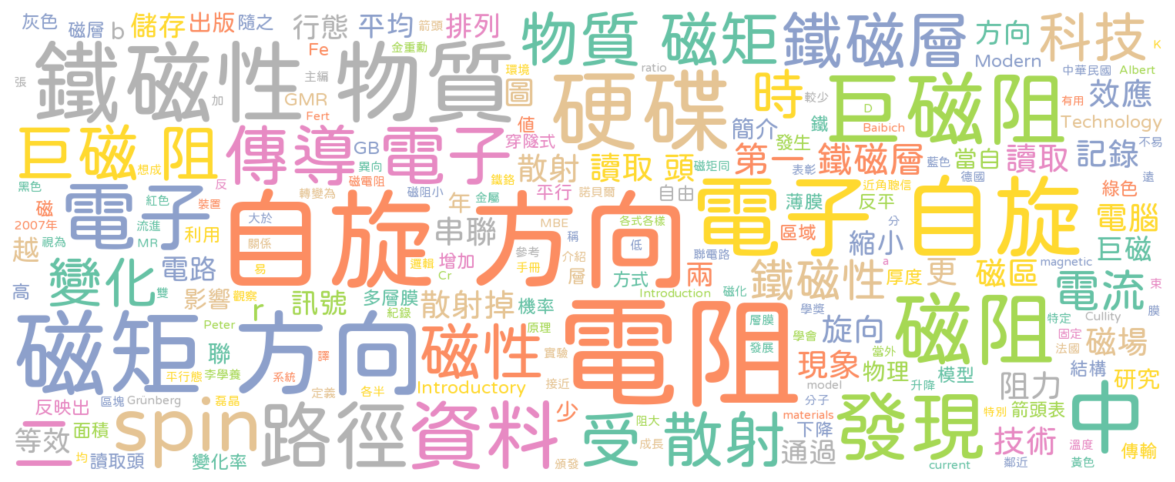 灰色 磁層 b 儲存 出版 隨之 行態 平均 箭頭 排列 物質 磁矩 鐵磁層 方向 科技 K
金重勳 Modern 中華民國 Albert
張 鐵磁性 物質 Fe 主編 環境 圖 ratio 硬碟 時 巨磁阻 較少 D 有用 效應
加 GMR Fert 值 簡介 鐵 Baibich Technology
巨磁 阻 想成 傳導 電子 GB 穿隧式 發生 不易
異向 散射 讀取 頭 磁矩同 第一 鐵磁層 藍色 當自 讀取 記錄
黑色 反 磁電阻 鐵鉻 平行 諾貝爾 自由 表彰 德國 遠
電子 紅色 轉變為 裝置 大於 自旋 方向 磁阻小 金屬 年 電子 自旋 薄膜 近角聰信 反平 綠色
磁 2007年 流進 利用 關係 串聯 MBE 稱 各式各樣 區域 分 電腦
越 視為 MR 易 參考 低 聯電路 縮小 巨磁
變化 雙 電路 邏輯 增加 手冊 介紹 層 方式 兩 鐵磁性 a 厚度 更 磁區 magnetic 電流
高 影響 觀察 r 訊號 多層膜 紀錄 散射掉 Cr 機率 Introduction 磁化 束
磁矩 方向 Peter 磁性 原理 電阻 層膜 學獎 旋向 磁阻 特定 Cullity 膜
聯 譯 實驗 發展 學會 當外 固定 磁場
平行態 李學養 系統 現象 物理 法國
反映出 區塊 Grünberg 磊晶 定義 各半 Introductory 接近 model 升降 模型 結構 研究
分子 阻力 特別 箭頭表 中
二 等效 面積 spin 路徑 資料 少 受 阻大 散射 materials 下降 發現 技術 溫度
均 讀取頭 變化率 頒發 成長 通過 current 鄰近 黃色 傳輸